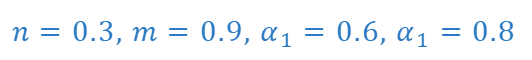 n = 0.3, m = 0.9, α₁ = 0.6, α₁ = 0.8